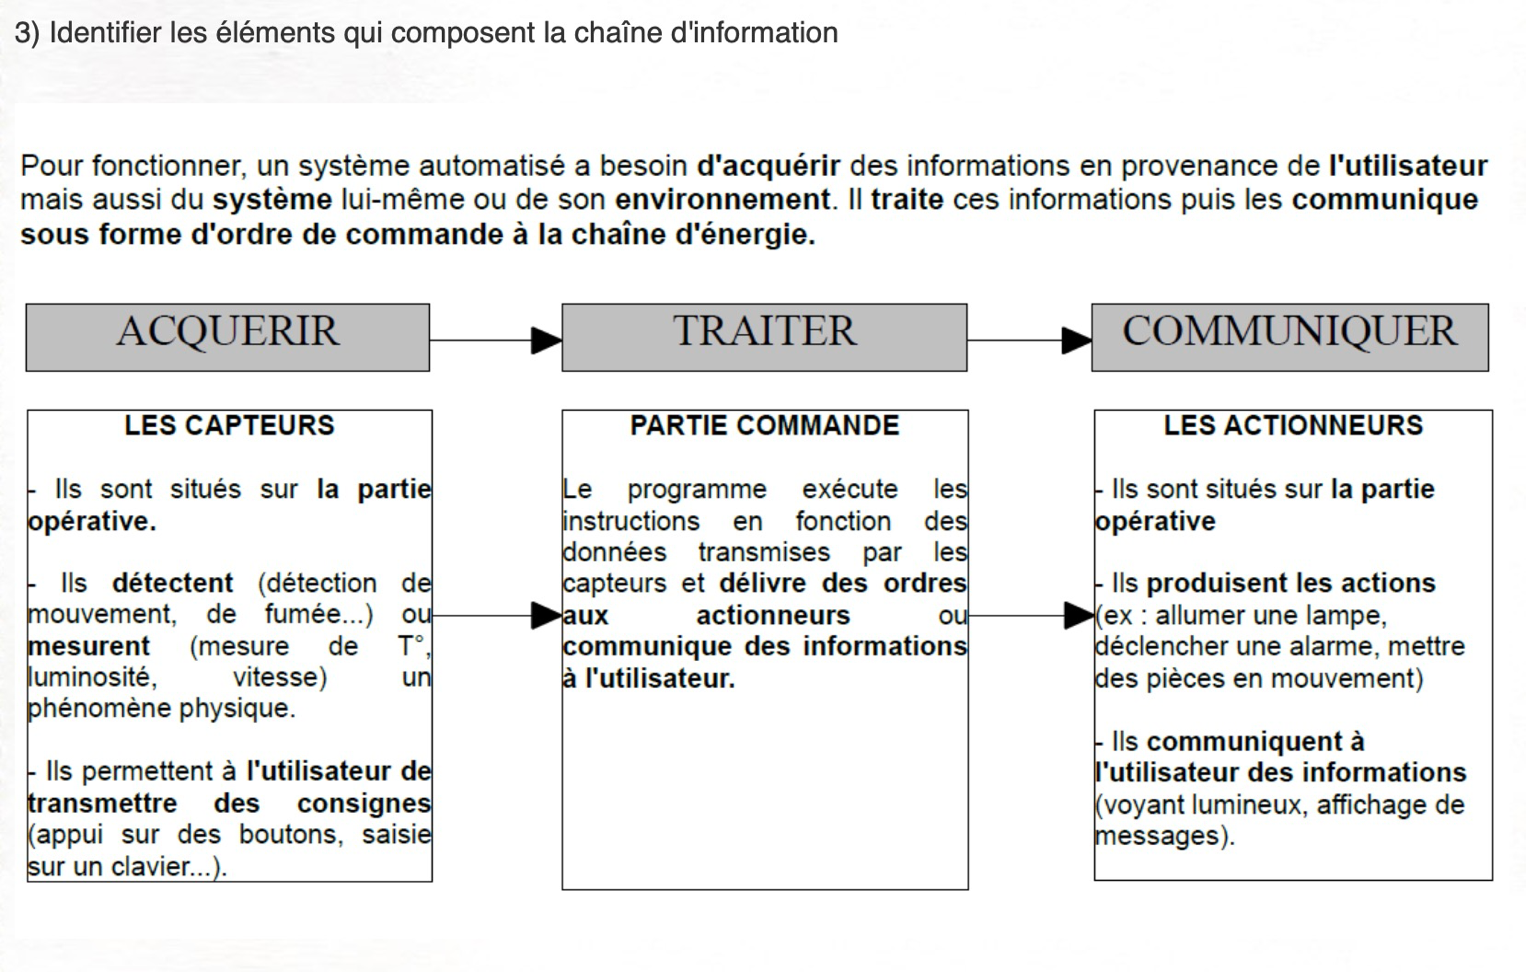 3) Identifier les éléments qui composent la chaîne d'information
Pour fonctionner, un système automatisé a besoin d'acquérir des informations en provenance de l'utilisateur
mais aussi du système lui-même ou de son environnement. Il traite ces informations puis les communique
sous forme d'ordre de commande à la chaîne d'énergie.
ACQUERIR
TRAITER
COMMUNIQUER
LES CAPTEURS
- Ils sont situés sur la partie
opérative.
- Ils détectent (détection de
mouvement, de fumée...) ou
mesurent (mesure de T°,
luminosité, vitesse) un
phénomène physique.
- Ils permettent à l'utilisateur de
transmettre des consignes
(appui sur des boutons, saisie
sur un clavier...).
PARTIE COMMANDE
Le programme exécute les
instructions en fonction des
données transmises par les
capteurs et délivre des ordres
aux actionneurs ou
communique des informations
à l'utilisateur.
LES ACTIONNEURS
- Ils sont situés sur la partie
opérative
- Ils produisent les actions
(ex : allumer une lampe,
déclencher une alarme, mettre
des pièces en mouvement)
- Ils communiquent à
l'utilisateur des informations
(voyant lumineux, affichage de
messages).